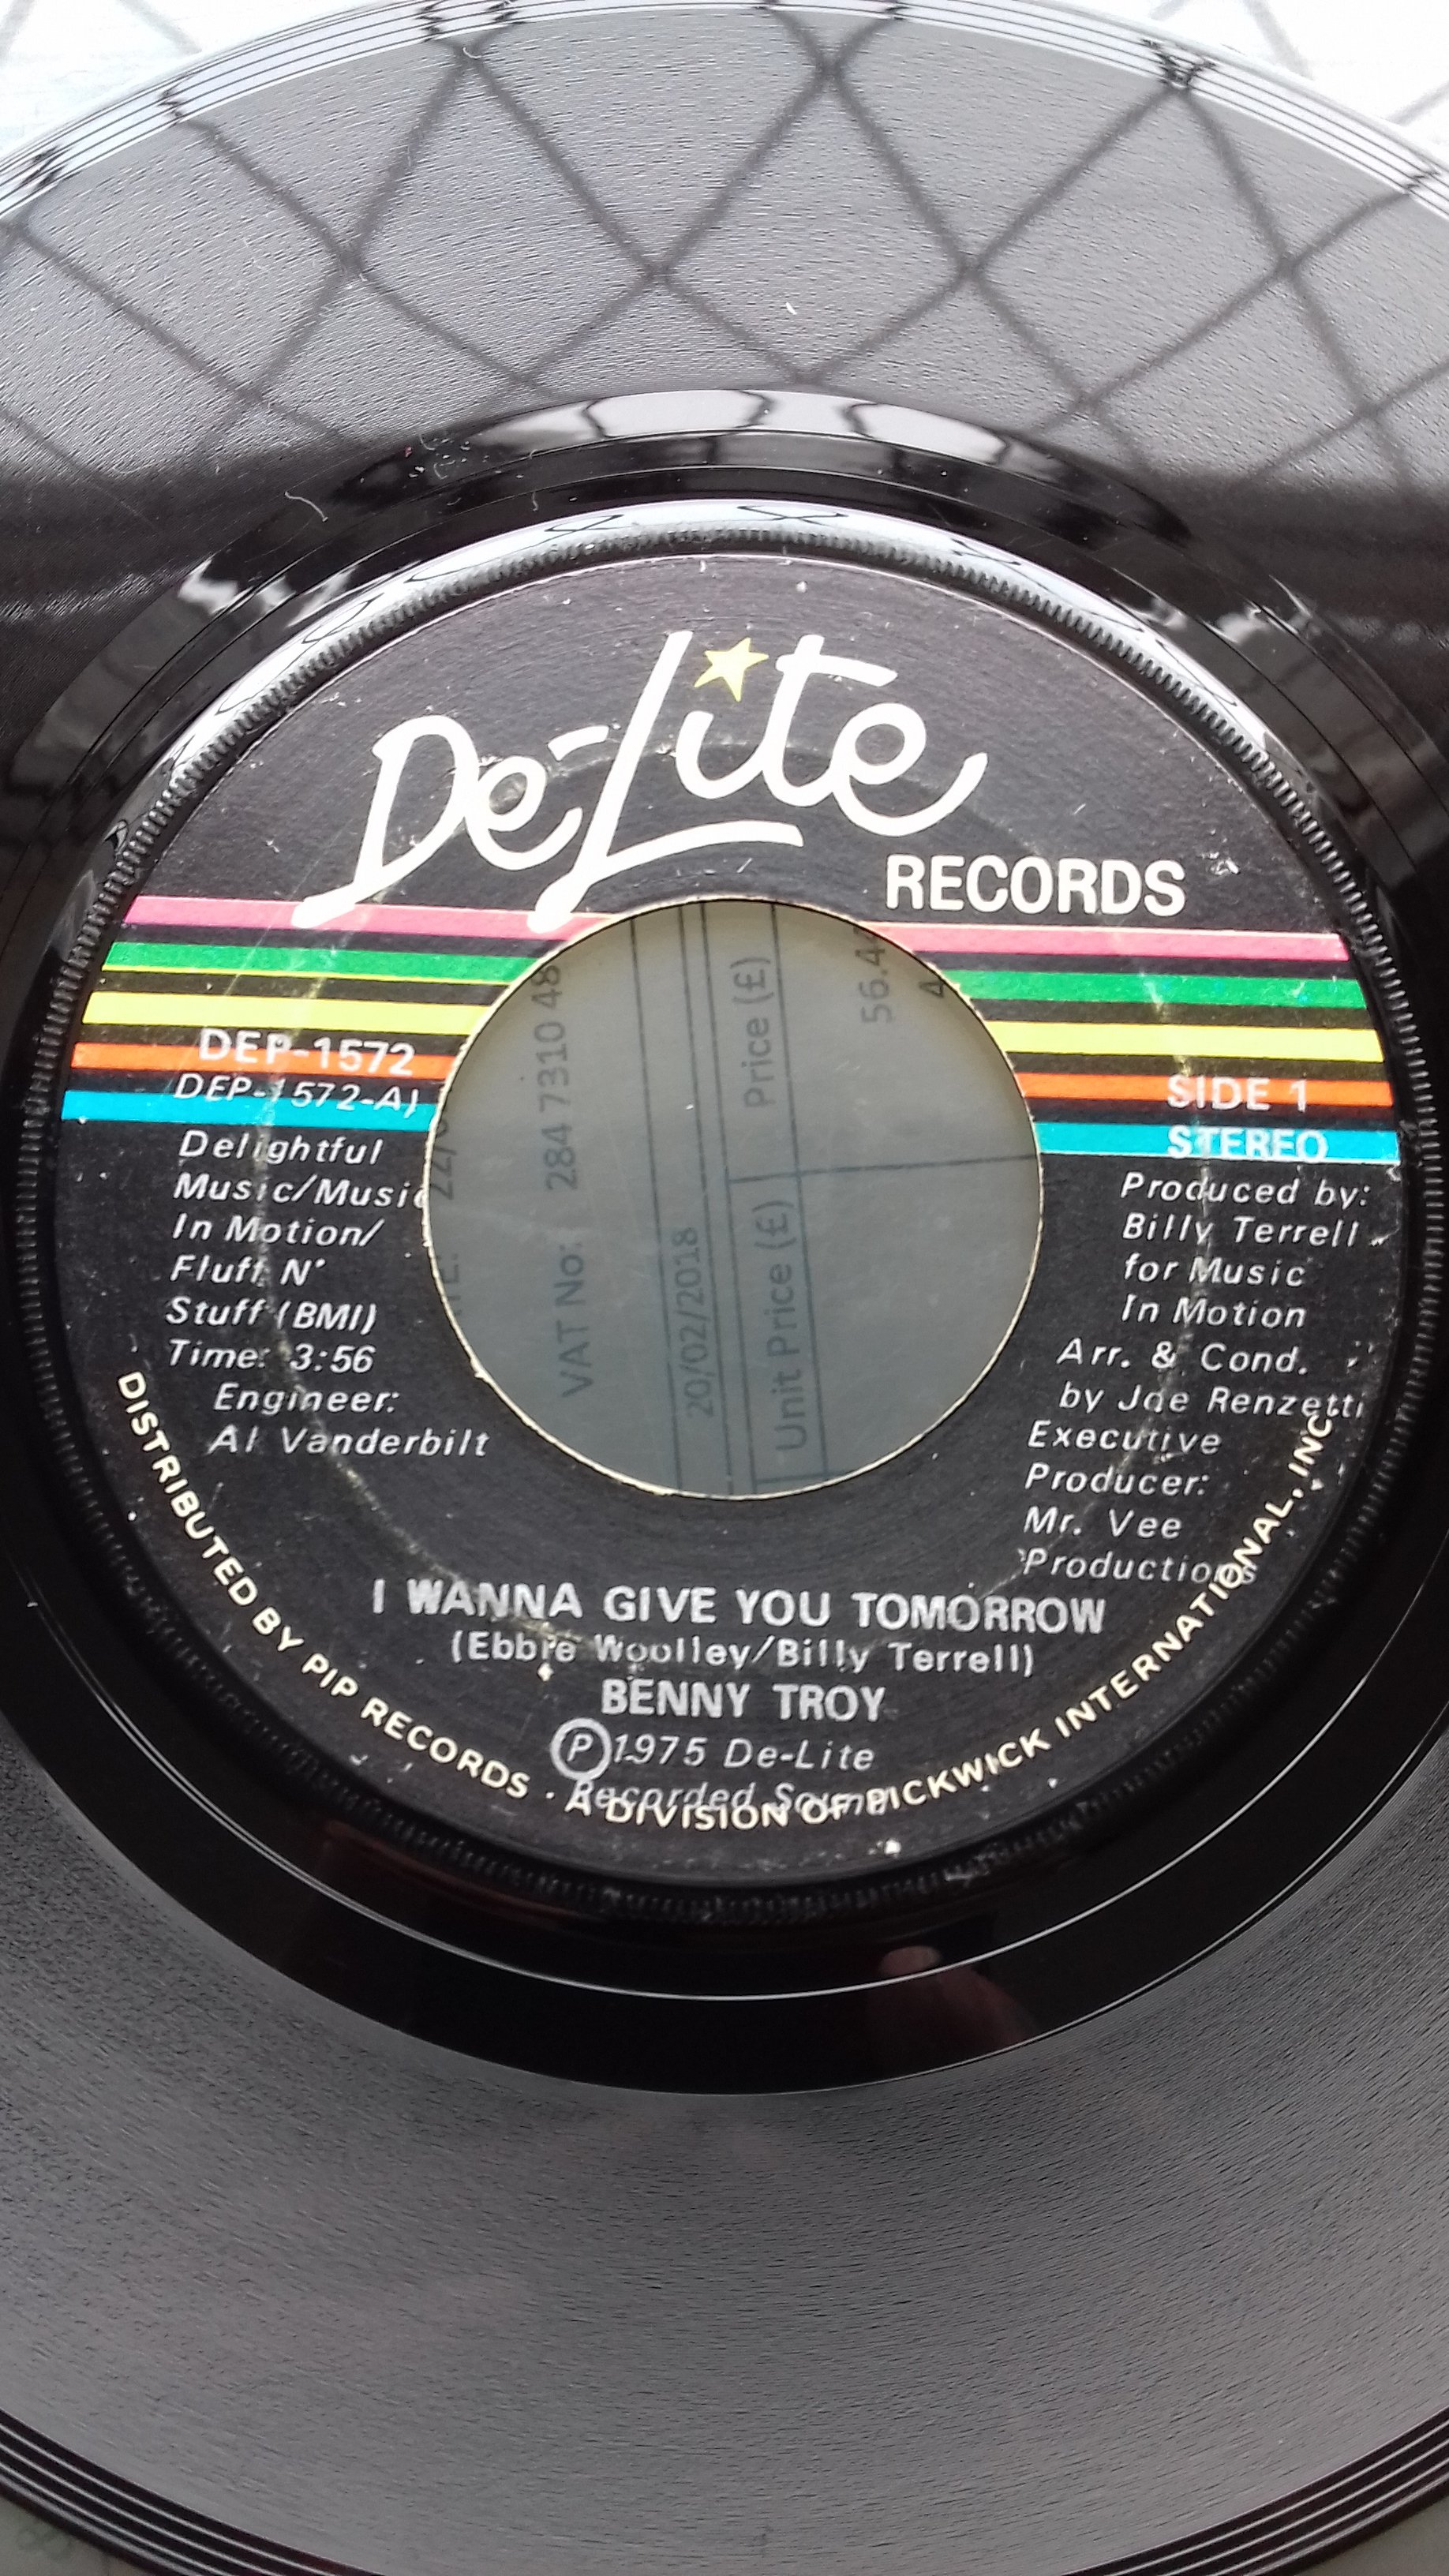 De-Lite
RECORDS
DEP-1572
DEP-1572-A)
SIDE 1
STEREO
Delightful
Music/Music
In Motion/
Fluff N'
Stuff (BMI)
Time: 3:56
Engineer:
Al Vanderbilt
Produced by:
Billy Terrell
for Music
In Motion
Arr. & Cond.
by Joe Renzetti
Executive
Producer:
Mr. Vee
Productions
I WANNA GIVE YOU TOMORROW
(Ebbie Woolley/Billy Terrell)
BENNY TROY
Ⓟ1975 De-Lite
Recorded Sound
DISTRIBUTED BY PIP RECORDS · A DIVISION OF PICKWICK INTERNATIONAL, INC.
VAT No: 284 7310 48
20/02/2018
Unit Price (£) Price (£)
56.4